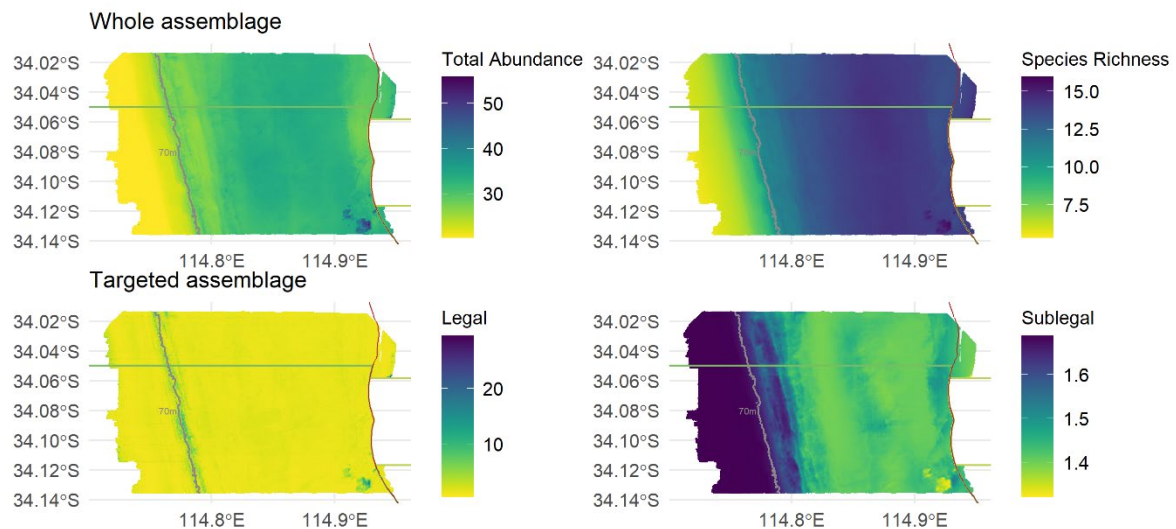 Whole assemblage
34.02°S
34.04°S
34.06°S
34.08°S
34.10°S
34.12°S
34.14°S
70m
114.8°E 114.9°E
Total Abundance
50
40
30
34.02°S
34.04°S
34.06°S
34.08°S
34.10°S
34.12°S
34.14°S
70m
114.8°E 114.9°E
Species Richness
15.0
12.5
10.0
7.5
Targeted assemblage
34.02°S
34.04°S
34.06°S
34.08°S
34.10°S
34.12°S
34.14°S
70m
114.8°E 114.9°E
Legal
20
10
34.02°S
34.04°S
34.06°S
34.08°S
34.10°S
34.12°S
34.14°S
70m
114.8°E 114.9°E
Sublegal
1.6
1.5
1.4